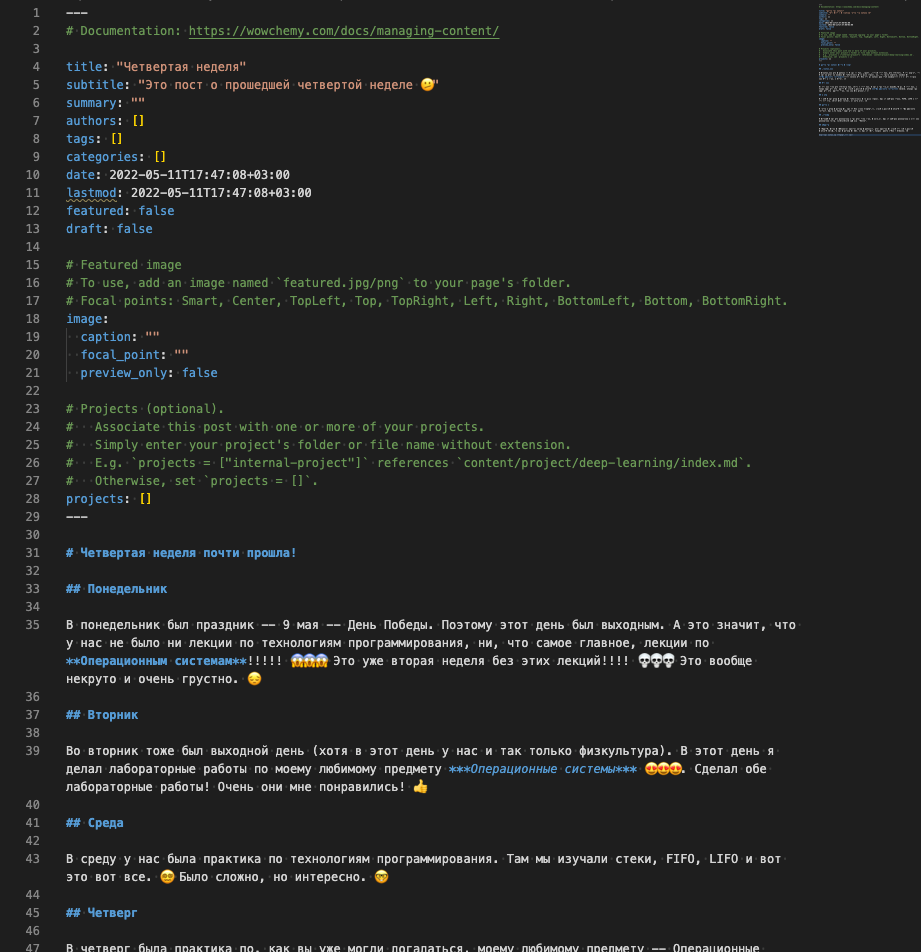 1 ---
2 # Documentation: https://wowchemy.com/docs/managing-content/
3
4 title: "Четвертая неделя"
5 subtitle: "Это пост о прошедшей четвертой неделе 🫠"
6 summary: ""
7 authors: []
8 tags: []
9 categories: []
10 date: 2022-05-11T17:47:08+03:00
11 lastmod: 2022-05-11T17:47:08+03:00
12 featured: false
13 draft: false
14
15 # Featured image
16 # To use, add an image named `featured.jpg/png` to your page's folder.
17 # Focal points: Smart, Center, TopLeft, Top, TopRight, Left, Right, BottomLeft, Bottom, BottomRight.
18 image:
19   caption: ""
20   focal_point: ""
21   preview_only: false
22
23 # Projects (optional).
24 #   Associate this post with one or more of your projects.
25 #   Simply enter your project's folder or file name without extension.
26 #   E.g. `projects = ["internal-project"]` references `content/project/deep-learning/index.md`.
27 #   Otherwise, set `projects = []`.
28 projects: []
29 ---
30
31 # Четвертая неделя почти прошла!
32
33 ## Понедельник
34
35 В понедельник был праздник -- 9 мая -- День Победы. Поэтому этот день был выходным. А это значит, что
у нас не было ни лекции по технологиям программирования, ни, что самое главное, лекции по
**Операционным системам**!!!!! 😱😱😱 Это уже вторая неделя без этих лекций!!!! 💀💀💀 Это вообще
некруто и очень грустно. 😔
36
37 ## Вторник
38
39 Во вторник тоже был выходной день (хотя в этот день у нас и так только физкультура). В этот день я
делал лабораторные работы по моему любимому предмету ***Операционные системы*** 😍😍😍. Сделал обе
лабораторные работы! Очень они мне понравились! 👍
40
41 ## Среда
42
43 В среду у нас была практика по технологиям программирования. Там мы изучали стеки, FIFO, LIFO и вот
это вот все. 😵‍💫 Было сложно, но интересно. 🤓
44
45 ## Четверг
46
47 В четверг была практика по, как вы уже могли догадаться, моему любимому предмету -- Операционные